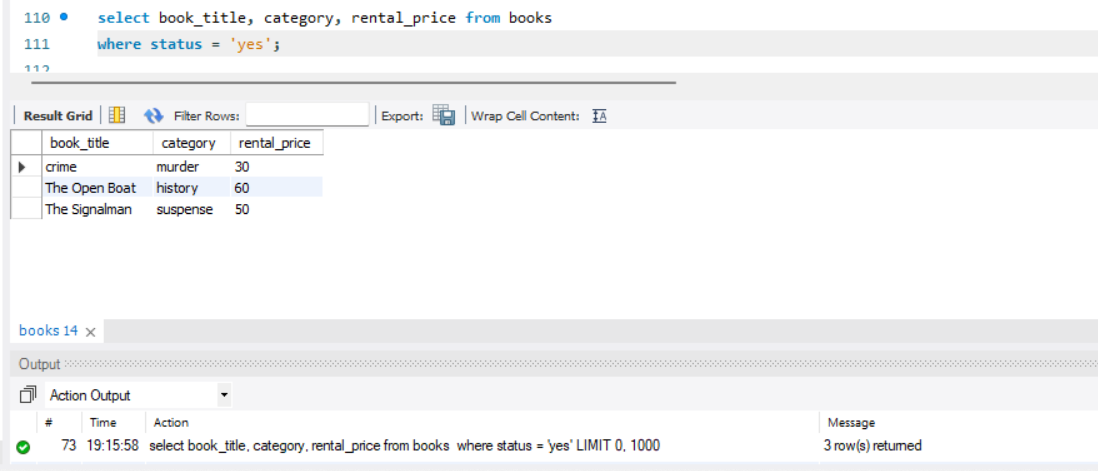 110 select book_title, category, rental_price from books
111 where status = 'yes';
112
Result Grid Filter Rows: Export: Wrap Cell Content: IA
book_title category rental_price
crime murder 30
The Open Boat history 60
The Signalman suspense 50
books 14
Output
Action Output
# Time Action Message
73 19:15:58 select book_title, category, rental_price from books where status = 'yes' LIMIT 0, 1000 3 row(s) returned